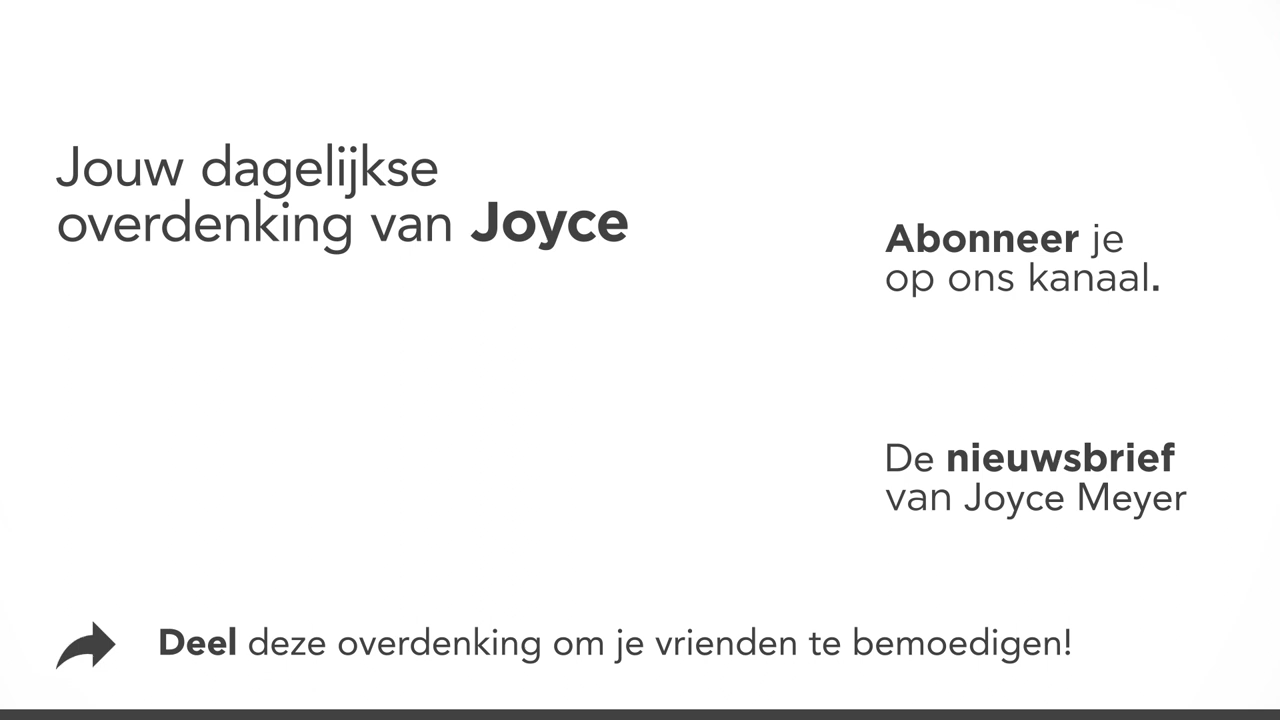 Jouw dagelijkse
overdenking van Joyce
Abonneer je
op ons kanaal.
De nieuwsbrief
van Joyce Meyer
Deel deze overdenking om je vrienden te bemoedigen!